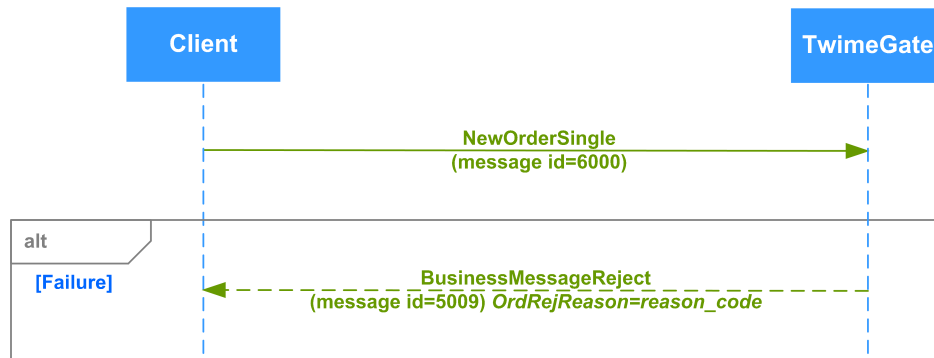 Client
TwimeGate
NewOrderSingle
(message id=6000)
alt
[Failure]
BusinessMessageReject
(message id=5009) OrdRejReason=reason_code